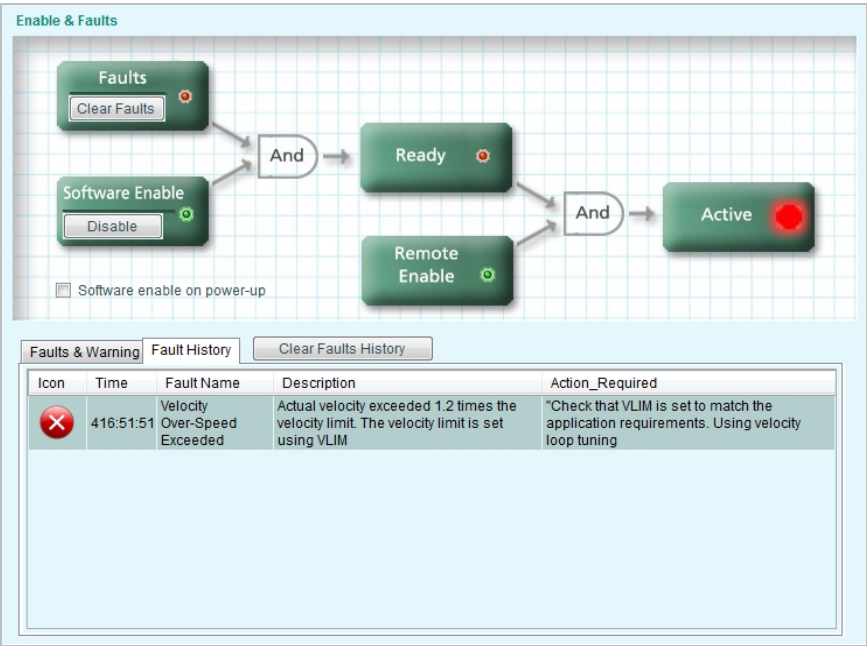 Enable & Faults
Faults
Clear Faults
And
Ready
Software Enable
Disable
And
Active
Remote
Enable
Software enable on power-up
Faults & Warning Fault History Clear Faults History
Icon Time Fault Name Description Action_Required
416:51:51
Velocity
Over-Speed
Exceeded
Actual velocity exceeded 1.2 times the
velocity limit. The velocity limit is set
using VLIM
"Check that VLIM is set to match the
application requirements. Using velocity
loop tuning